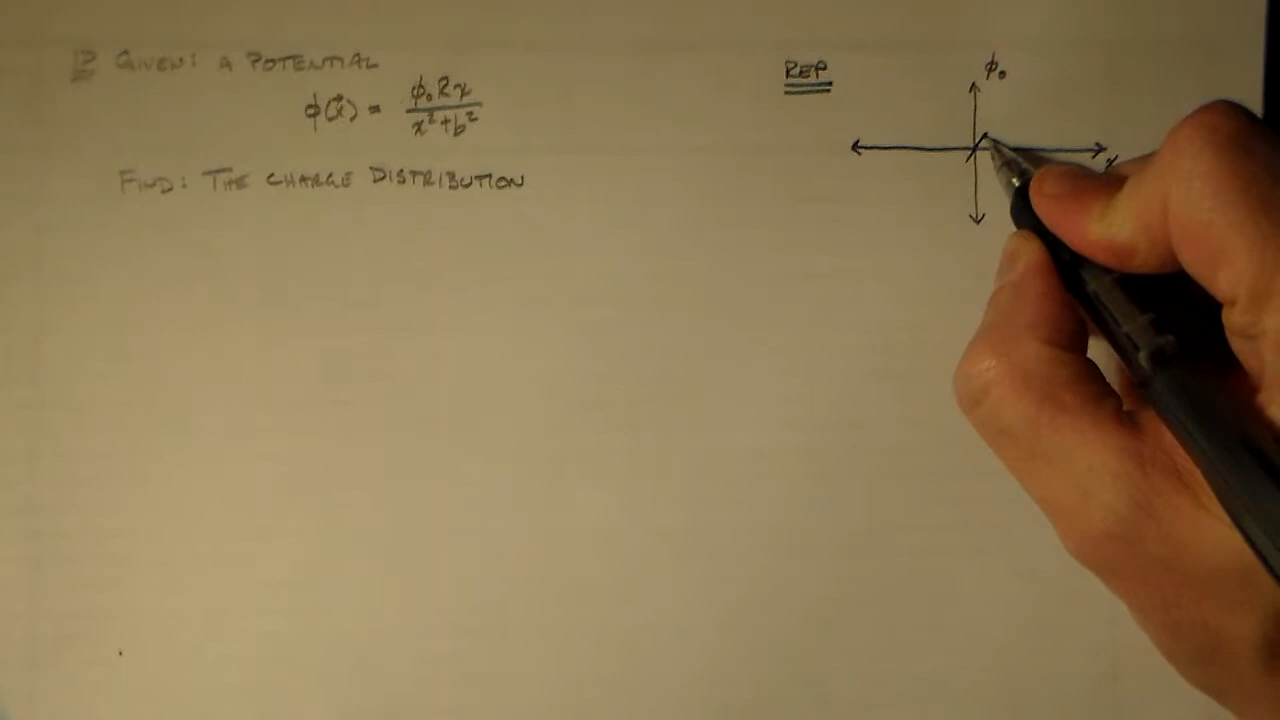 P GIVEN: A POTENTIAL
φ(x⃗) = φ₀Rx / x²+b²
FIND: THE CHARGE DISTRIBUTION
REP
φ₀
x